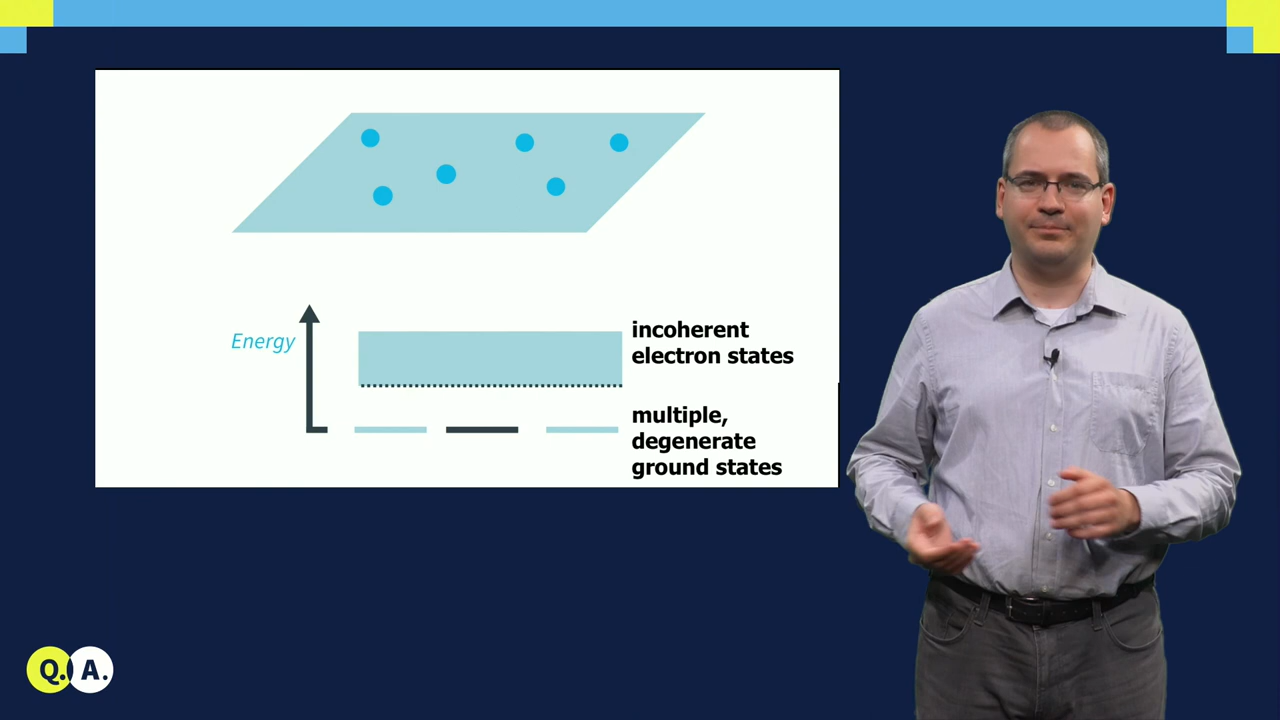 Energy
incoherent
electron states
multiple,
degenerate
ground states
Q. A.